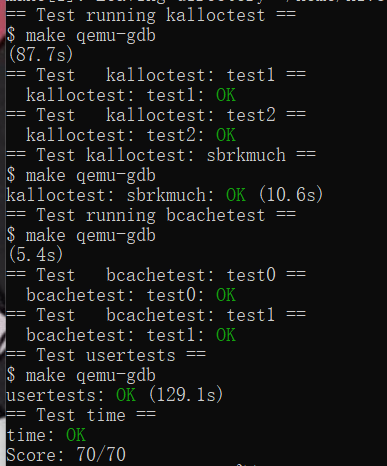 == Test running kalloctest ==
$ make qemu-gdb
(87.7s)
== Test   kalloctest: test1 ==
  kalloctest: test1: OK
== Test   kalloctest: test2 ==
  kalloctest: test2: OK
== Test kalloctest: sbrkmuch ==
$ make qemu-gdb
kalloctest: sbrkmuch: OK (10.6s)
== Test running bcachetest ==
$ make qemu-gdb
(5.4s)
== Test   bcachetest: test0 ==
  bcachetest: test0: OK
== Test   bcachetest: test1 ==
  bcachetest: test1: OK
== Test usertests ==
$ make qemu-gdb
usertests: OK (129.1s)
== Test time ==
time: OK
Score: 70/70